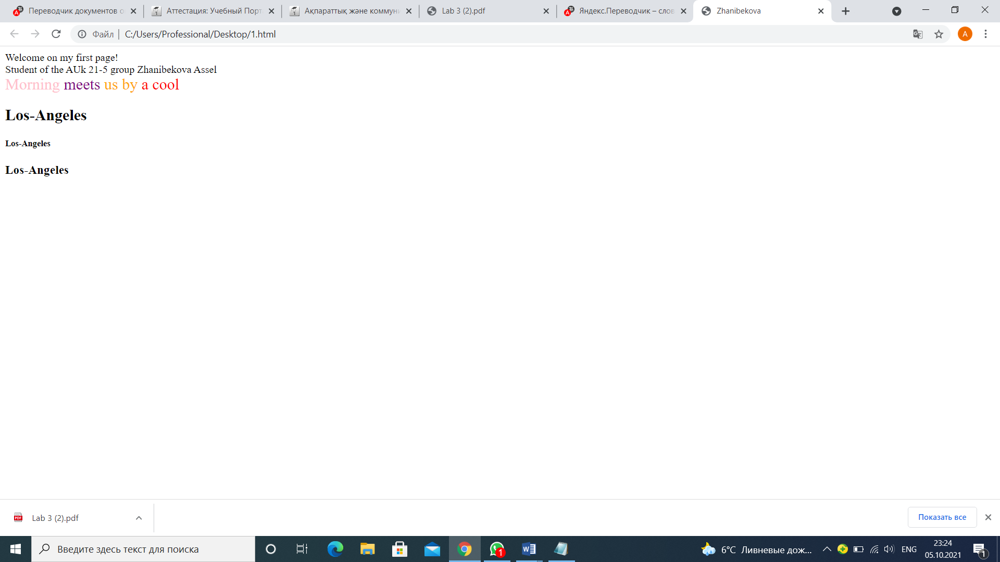 Переводчик документов о
Аттестация: Учебный Порт
Ақпараттық және коммуни
Lab 3 (2).pdf
Яндекс.Переводчик – слов
Zhanibekova
Файл
C:/Users/Professional/Desktop/1.html
A
Welcome on my first page!
Student of the AUk 21-5 group Zhanibekova Assel
Morning meets us by a cool
Los-Angeles
Los-Angeles
Los-Angeles
PDF
Lab 3 (2).pdf
Показать все
Введите здесь текст для поиска
1
6°C Ливневые дож...
ENG
23:24
05.10.2021
1